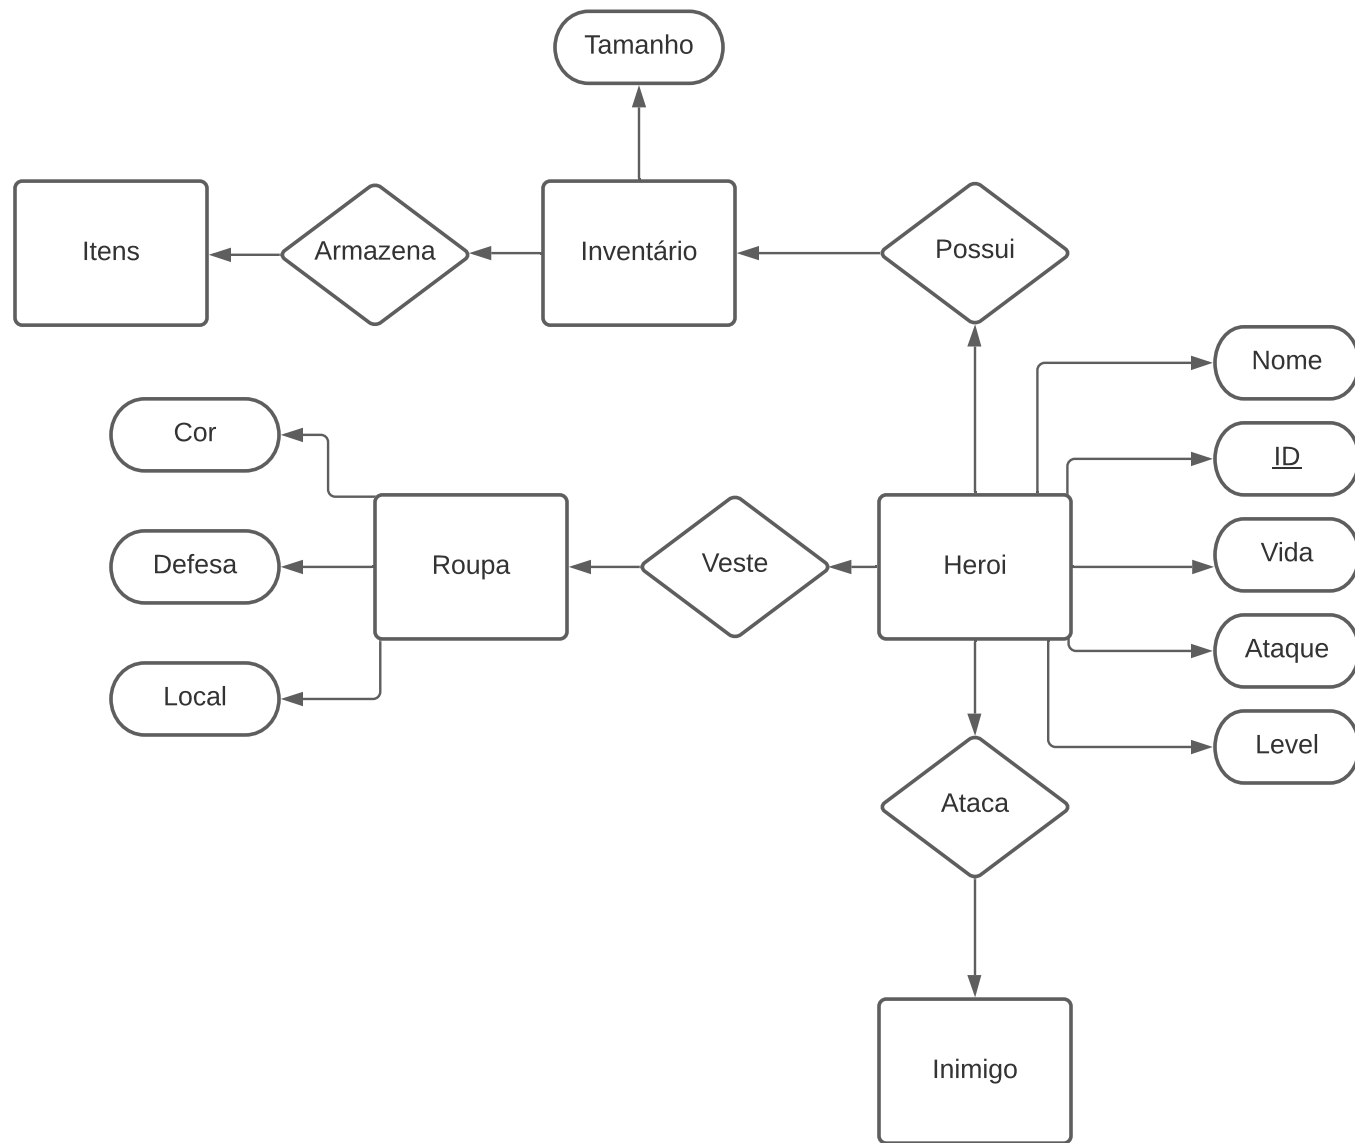 Tamanho
Itens
Armazena
Inventário
Possui
Nome
Cor
ID
Defesa
Roupa
Veste
Heroi
Vida
Ataque
Local
Level
Ataca
Inimigo